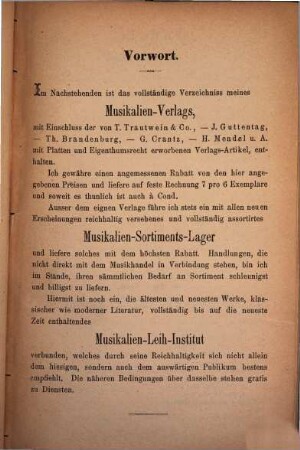 Vorwort.
Im Nachstehenden ist das vollständige Verzeichniss meines
Musikalien-Verlags,
mit Einschluss der von T. Trautwein & Co., — J. Guttentag,
— Th. Brandenburg, — G. Crantz, — H. Mendel u. A.
mit Platten und Eigenthumsrecht erworbenen Verlags-Artikel, ent-
halten.
Ich gewähre einen angemessenen Rabatt von den hier ange-
gebenen Preisen und liefere auf feste Rechnung 7 pro 6 Exemplare
und soweit es thunlich ist auch à Cond.
Ausser dem eignen Verlage führe ich stets ein mit allen neuen
Erscheinungen reichhaltig versehenes und vollständig assortirtes
Musikalien-Sortiments-Lager
und liefere solches mit dem höchsten Rabatt. Handlungen, die
nicht direkt mit dem Musikhandel in Verbindung stehen, bin ich
im Stande, ihren sämmtlichen Bedarf an Sortiment schleunigst
und billigst zu liefern.
Hiermit ist noch ein, die ältesten und neuesten Werke, klas-
sischer wie moderner Literatur, vollständig bis auf die neueste
Zeit enthaltendes
Musikalien-Leih-Institut
verbunden, welches durch seine Reichhaltigkeit sich nicht allein
dem hiesigen, sondern auch dem auswärtigen Publikum bestens
empfiehlt. Die näheren Bedingungen über dasselbe stehen gratis
zu Diensten.